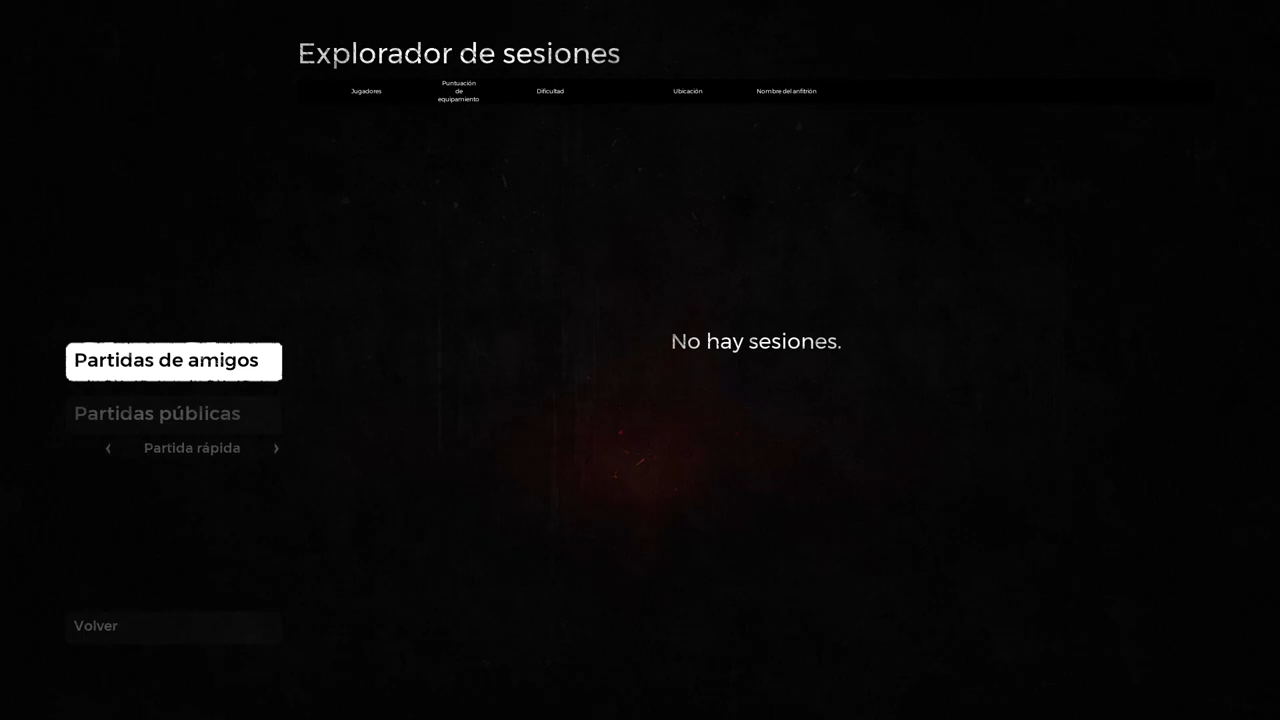 Explorador de sesiones
Jugadores
Puntuación
de
equipamiento
Dificultad
Ubicación
Nombre del anfitrión
No hay sesiones.
Partidas de amigos
Partidas públicas
‹ Partida rápida ›
Volver